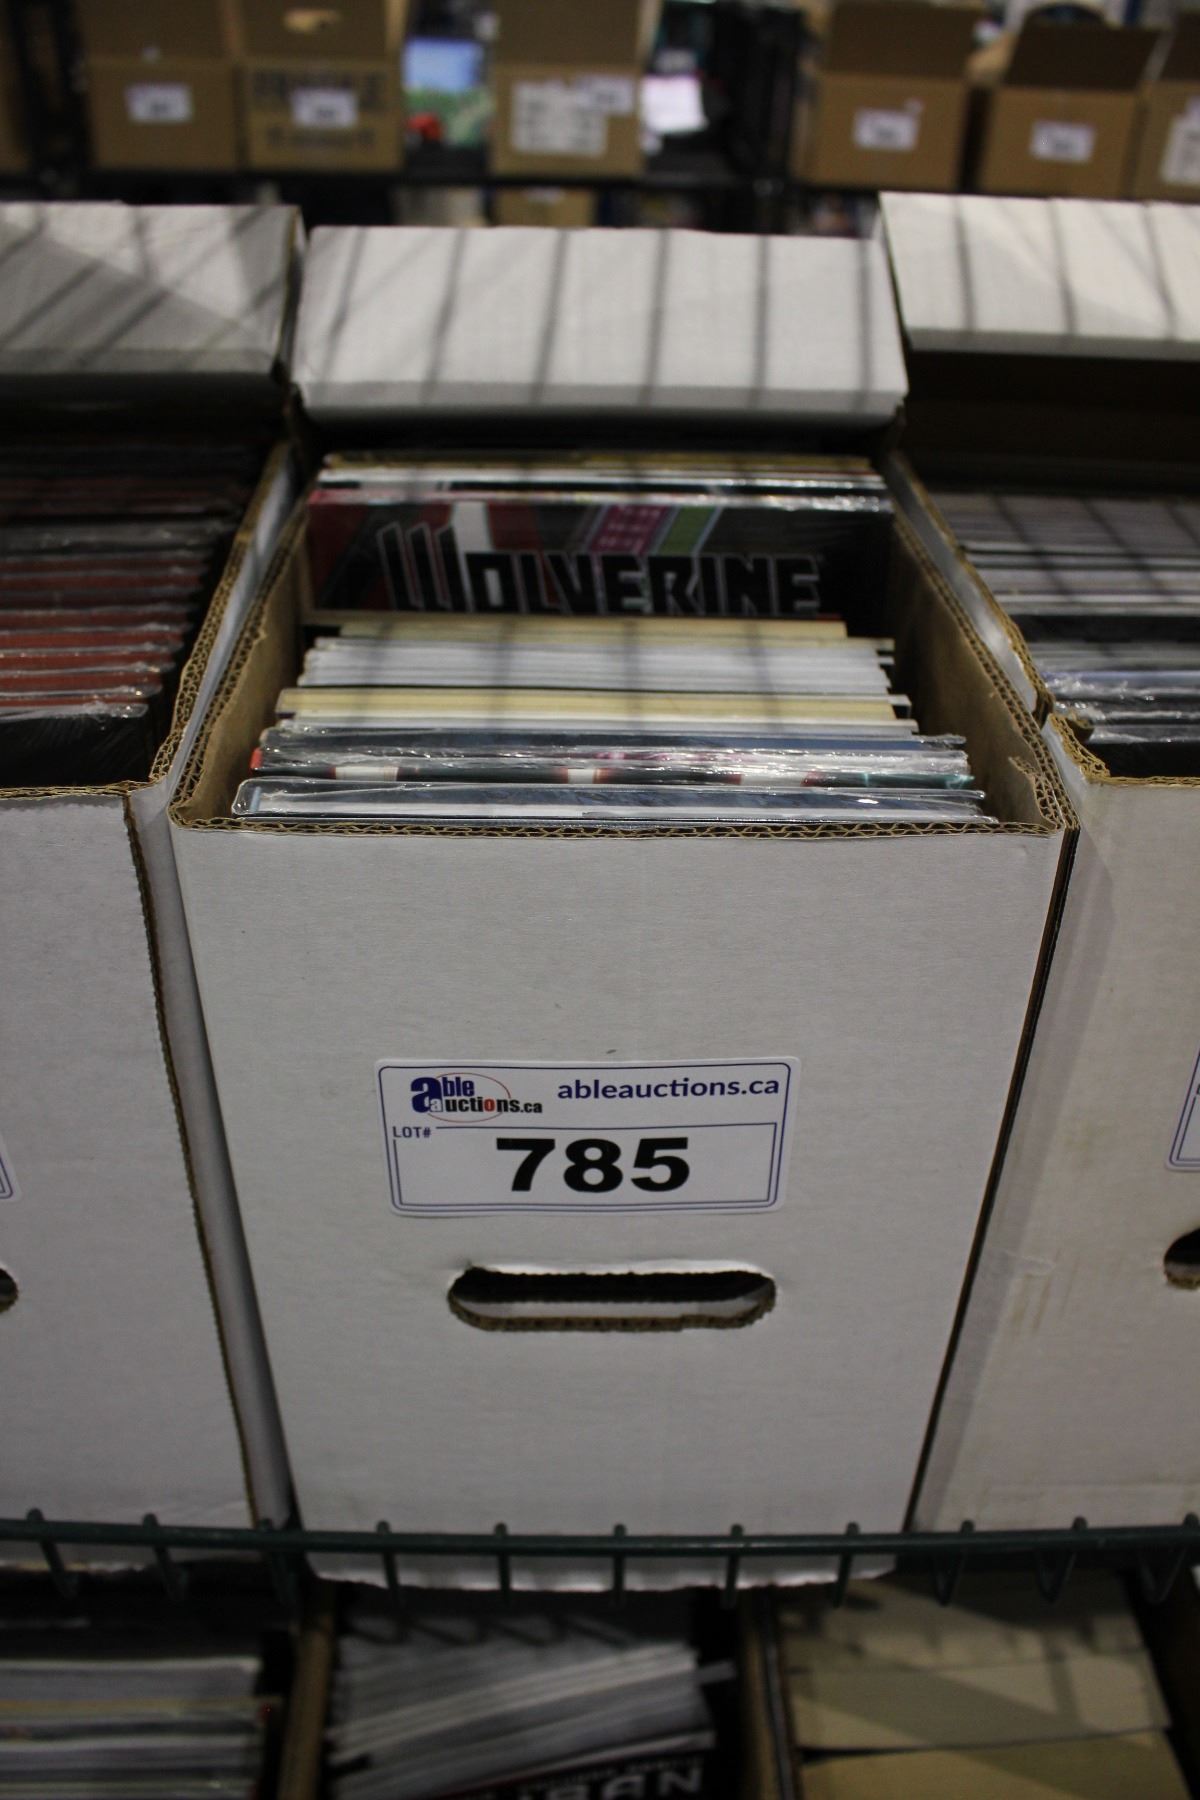 WOLVERINE
able auctions.ca
ableauctions.ca
LOT#
785